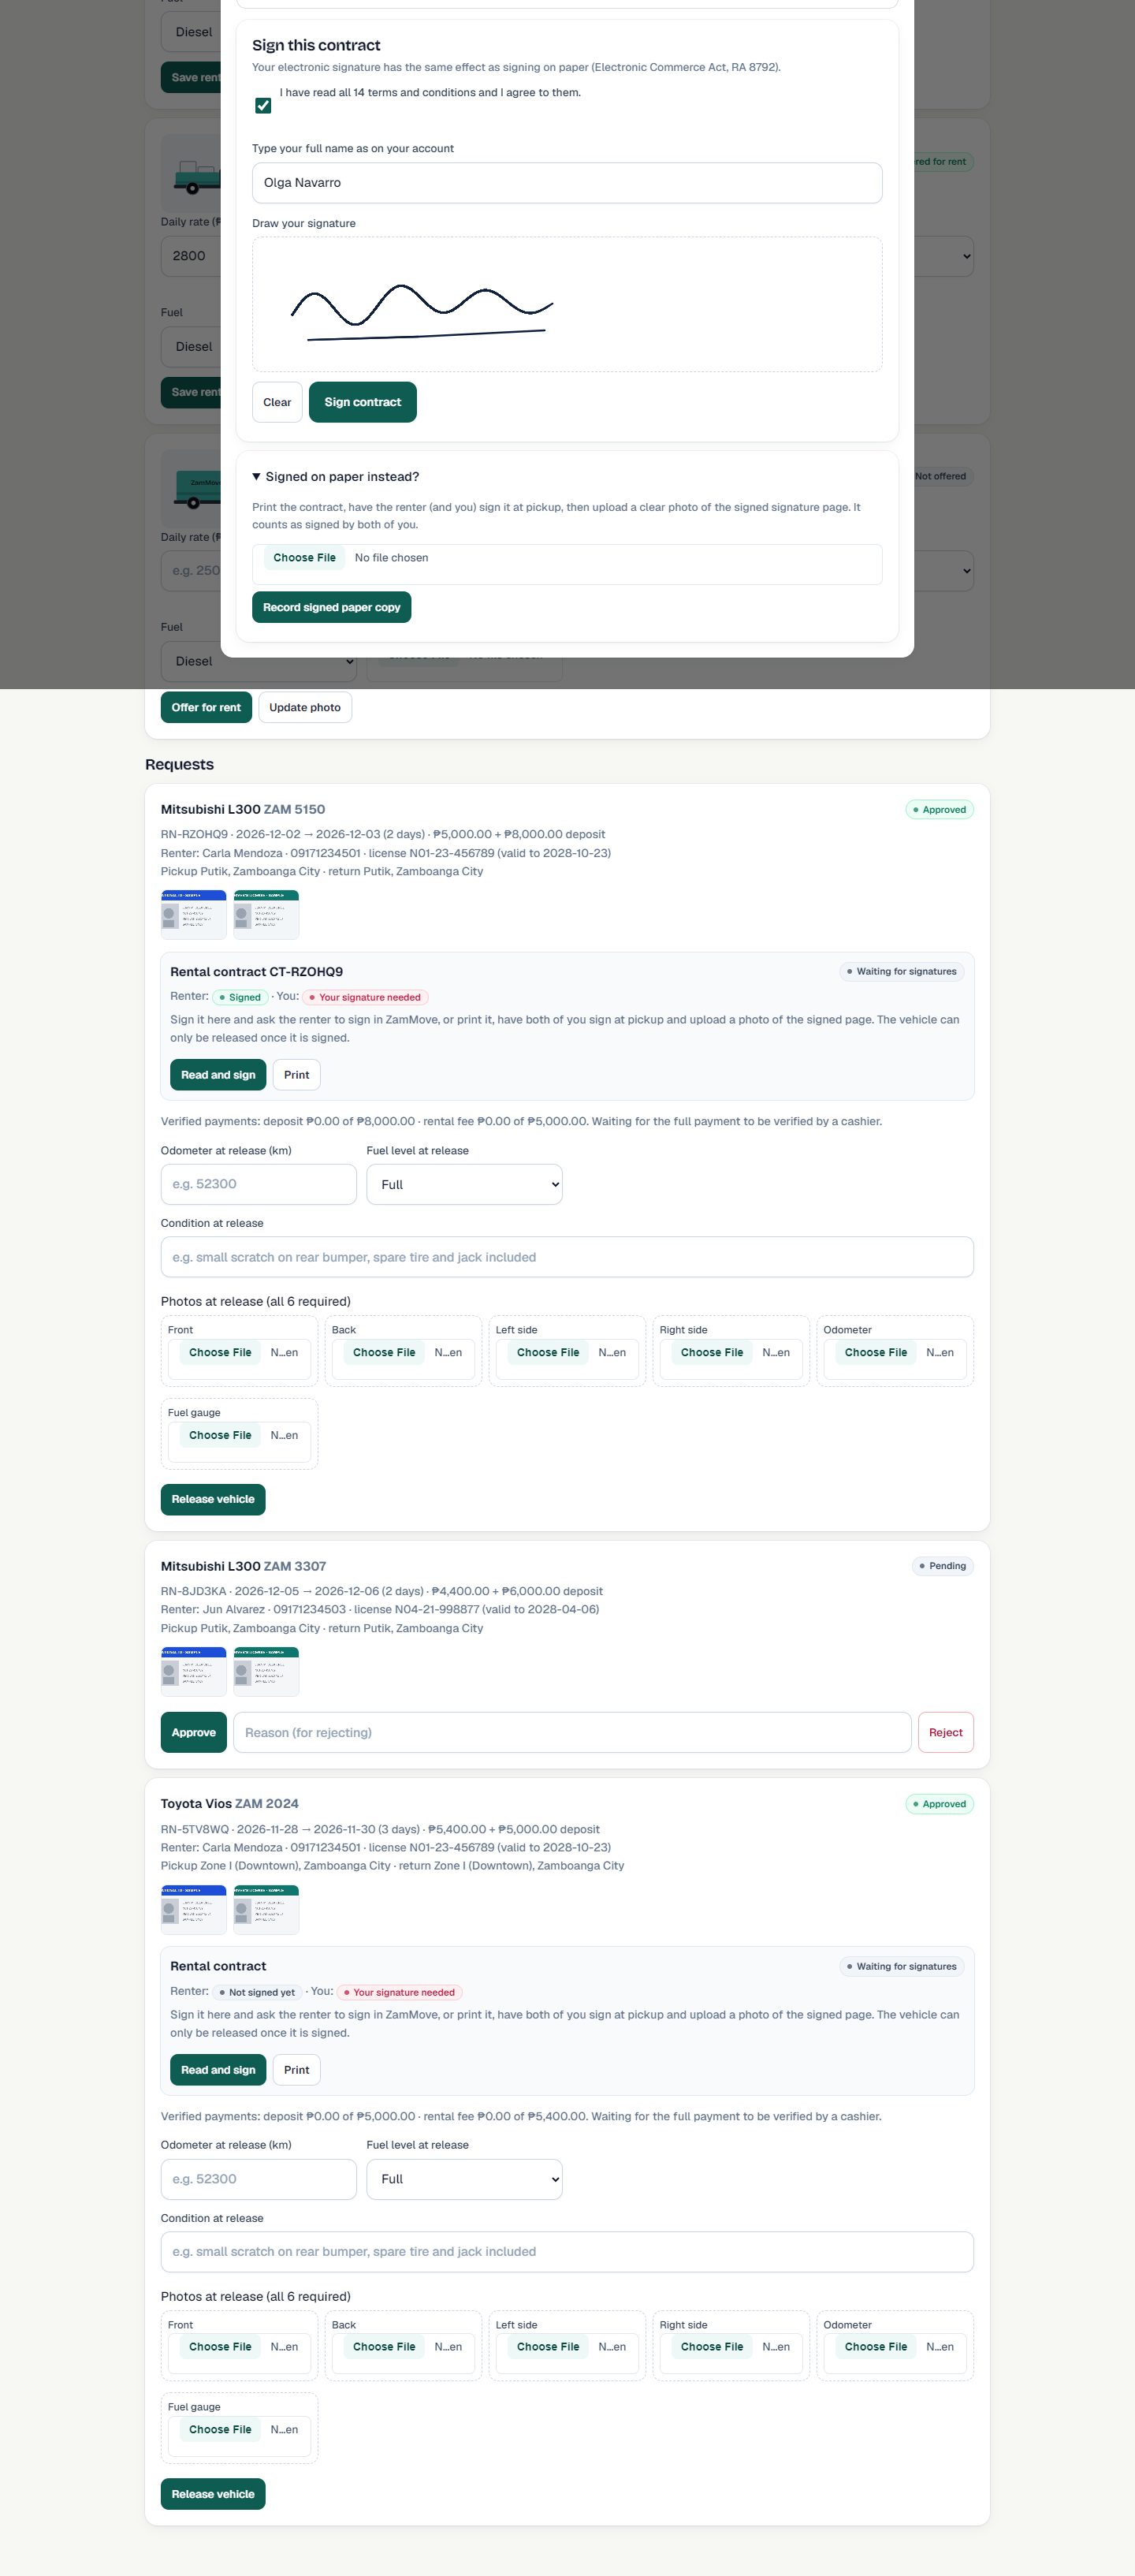 Fuel
Diesel
Save rent
Sign this contract
Your electronic signature has the same effect as signing on paper (Electronic Commerce Act, RA 8792).
I have read all 14 terms and conditions and I agree to them.
Type your full name as on your account
Olga Navarro
Draw your signature
Clear
Sign contract
Signed on paper instead?
Print the contract, have the renter (and you) sign it at pickup, then upload a clear photo of the signed signature page. It
counts as signed by both of you.
Choose File No file chosen
Record signed paper copy
red for rent
Daily rate (₱
2800
Fuel
Diesel
Save rent
ZamMove
Not offered
Daily rate (₱
e.g. 250
Fuel
Diesel
Offer for rent
Update photo
Requests
Mitsubishi L300 ZAM 5150
Approved
RN-RZOHQ9 · 2026-12-02 → 2026-12-03 (2 days) · ₱5,000.00 + ₱8,000.00 deposit
Renter: Carla Mendoza · 09171234501 · license N01-23-456789 (valid to 2028-10-23)
Pickup Putik, Zamboanga City · return Putik, Zamboanga City
Rental contract CT-RZOHQ9
Waiting for signatures
Renter: Signed · You: Your signature needed
Sign it here and ask the renter to sign in ZamMove, or print it, have both of you sign at pickup and upload a photo of the signed page. The vehicle can
only be released once it is signed.
Read and sign
Print
Verified payments: deposit ₱0.00 of ₱8,000.00 · rental fee ₱0.00 of ₱5,000.00. Waiting for the full payment to be verified by a cashier.
Odometer at release (km) Fuel level at release
e.g. 52300 Full
Condition at release
e.g. small scratch on rear bumper, spare tire and jack included
Photos at release (all 6 required)
Front Back Left side Right side Odometer
Choose File N...en Choose File N...en Choose File N...en Choose File N...en Choose File N...en
Fuel gauge
Choose File N...en
Release vehicle
Mitsubishi L300 ZAM 3307
Pending
RN-8JD3KA · 2026-12-05 → 2026-12-06 (2 days) · ₱4,400.00 + ₱6,000.00 deposit
Renter: Jun Alvarez · 09171234503 · license N04-21-998877 (valid to 2028-04-06)
Pickup Putik, Zamboanga City · return Putik, Zamboanga City
Approve
Reason (for rejecting)
Reject
Toyota Vios ZAM 2024
Approved
RN-5TV8WQ · 2026-11-28 → 2026-11-30 (3 days) · ₱5,400.00 + ₱5,000.00 deposit
Renter: Carla Mendoza · 09171234501 · license N01-23-456789 (valid to 2028-10-23)
Pickup Zone I (Downtown), Zamboanga City · return Zone I (Downtown), Zamboanga City
Rental contract
Waiting for signatures
Renter: Not signed yet · You: Your signature needed
Sign it here and ask the renter to sign in ZamMove, or print it, have both of you sign at pickup and upload a photo of the signed page. The vehicle can
only be released once it is signed.
Read and sign
Print
Verified payments: deposit ₱0.00 of ₱5,000.00 · rental fee ₱0.00 of ₱5,400.00. Waiting for the full payment to be verified by a cashier.
Odometer at release (km) Fuel level at release
e.g. 52300 Full
Condition at release
e.g. small scratch on rear bumper, spare tire and jack included
Photos at release (all 6 required)
Front Back Left side Right side Odometer
Choose File N...en Choose File N...en Choose File N...en Choose File N...en Choose File N...en
Fuel gauge
Choose File N...en
Release vehicle